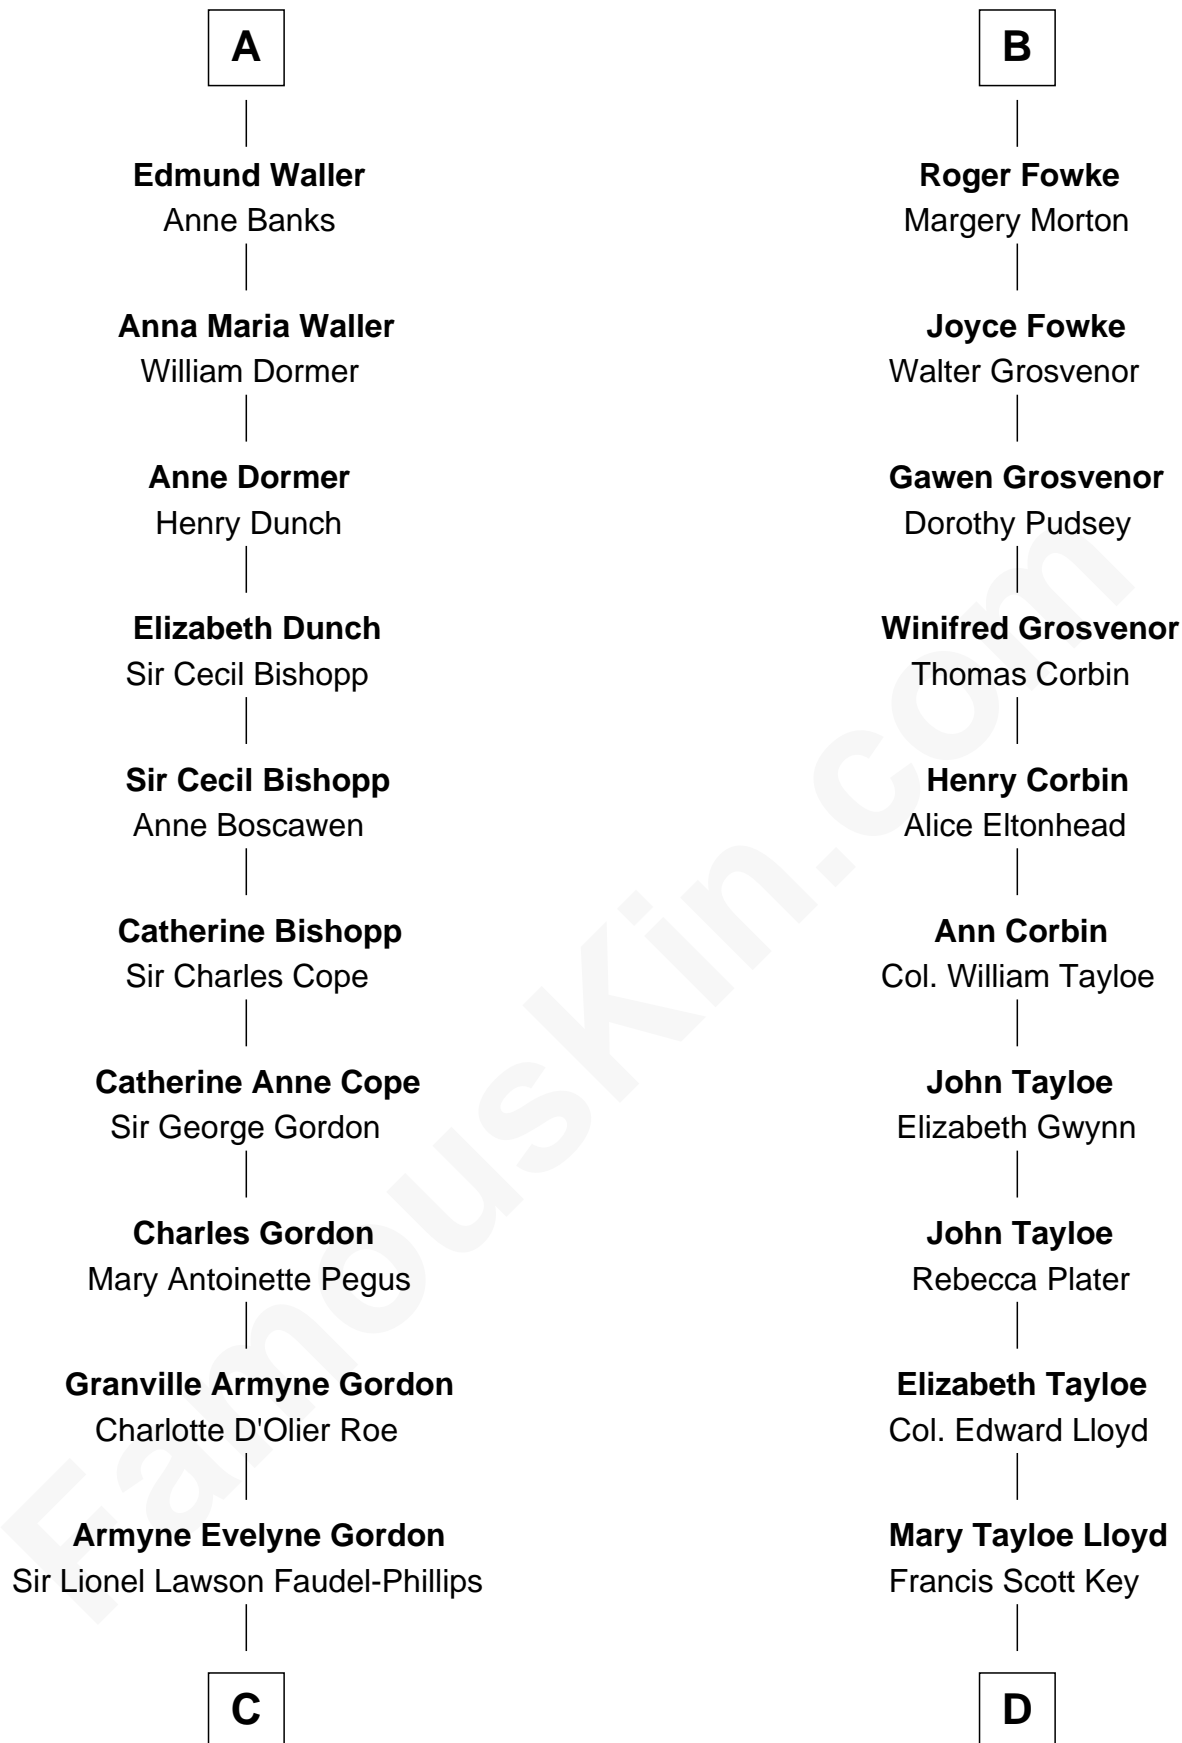 A
Edmund Waller
Anne Banks
Anna Maria Waller
William Dormer
Anne Dormer
Henry Dunch
Elizabeth Dunch
Sir Cecil Bishopp
Sir Cecil Bishopp
Anne Boscawen
Catherine Bishopp
Sir Charles Cope
Catherine Anne Cope
Sir George Gordon
Charles Gordon
Mary Antoinette Pegus
Granville Armyne Gordon
Charlotte D'Olier Roe
Armyne Evelyne Gordon
Sir Lionel Lawson Faudel-Phillips
C
B
Roger Fowke
Margery Morton
Joyce Fowke
Walter Grosvenor
Gawen Grosvenor
Dorothy Pudsey
Winifred Grosvenor
Thomas Corbin
Henry Corbin
Alice Eltonhead
Ann Corbin
Col. William Tayloe
John Tayloe
Elizabeth Gwynn
John Tayloe
Rebecca Plater
Elizabeth Tayloe
Col. Edward Lloyd
Mary Tayloe Lloyd
Francis Scott Key
D
FamousKin.com